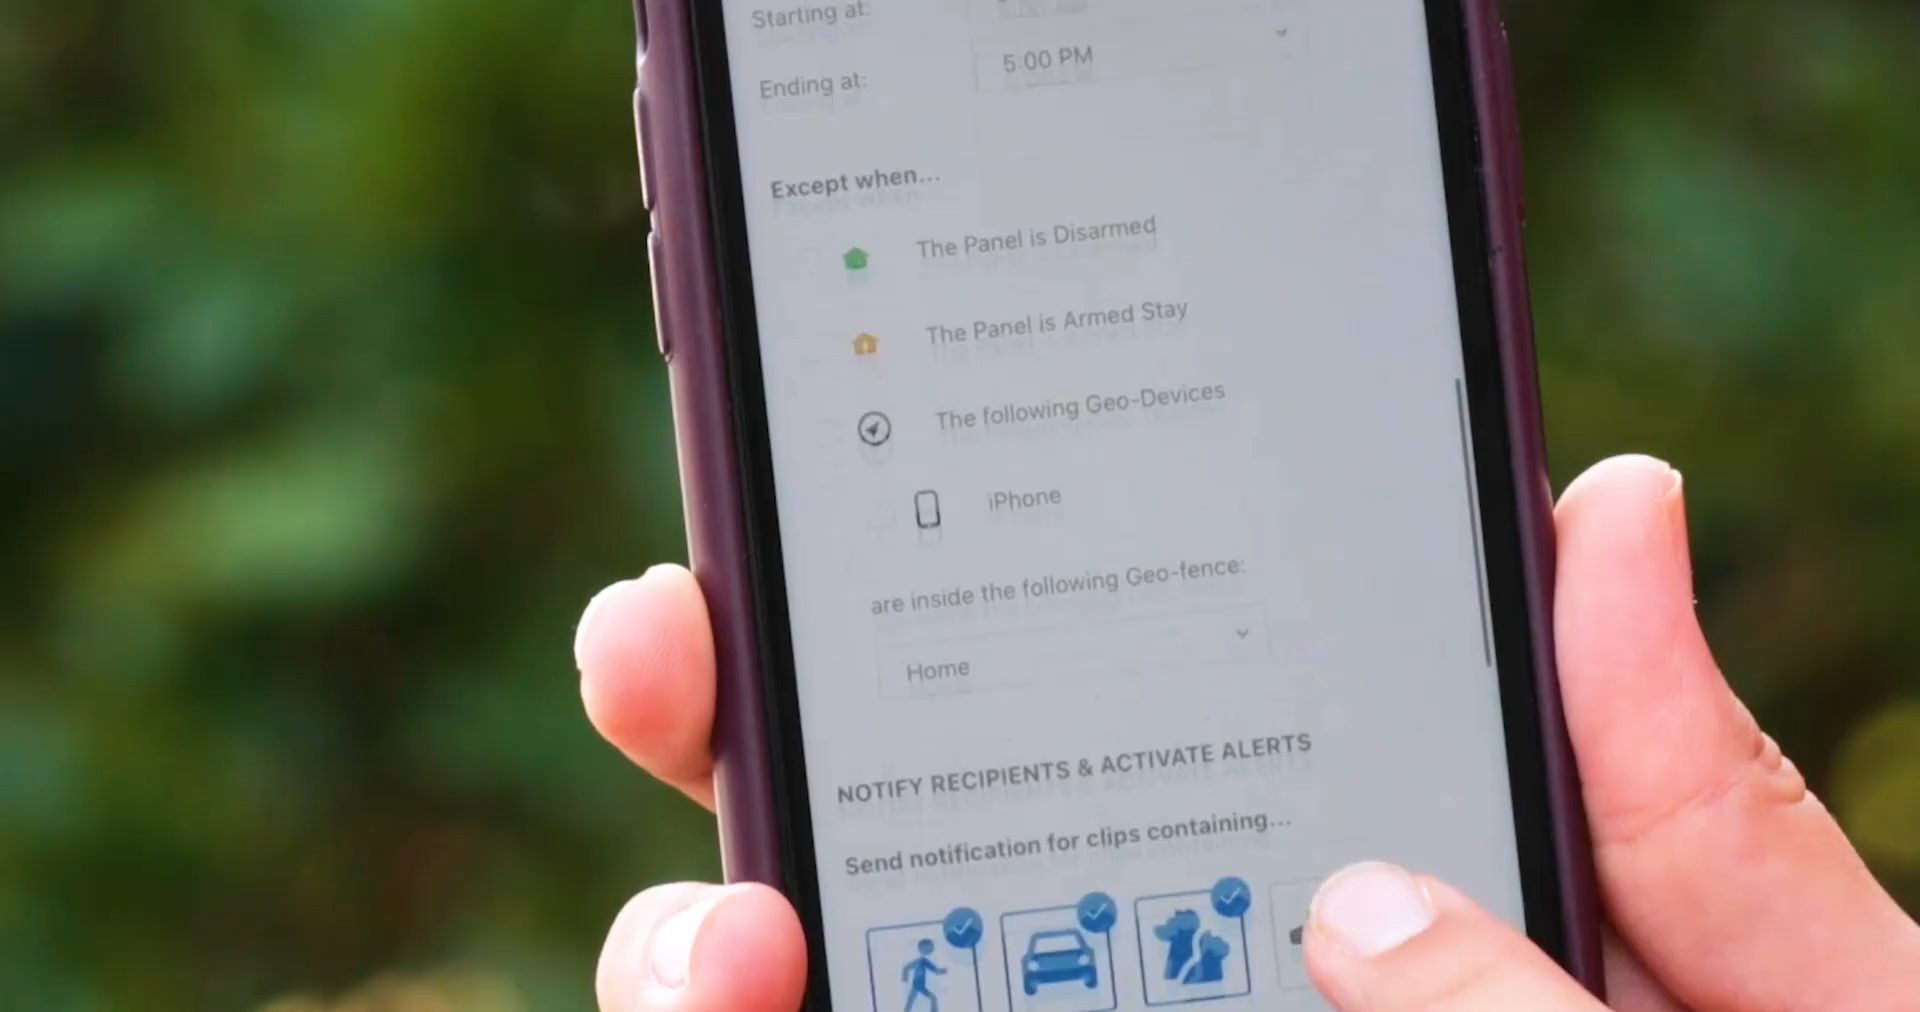 Starting at:
Ending at:
5:00 PM
Except when...
The Panel is Disarmed
The Panel is Armed Stay
The following Geo-Devices
iPhone
are inside the following Geo-fence:
Home
NOTIFY RECIPIENTS & ACTIVATE ALERTS
Send notification for clips containing...